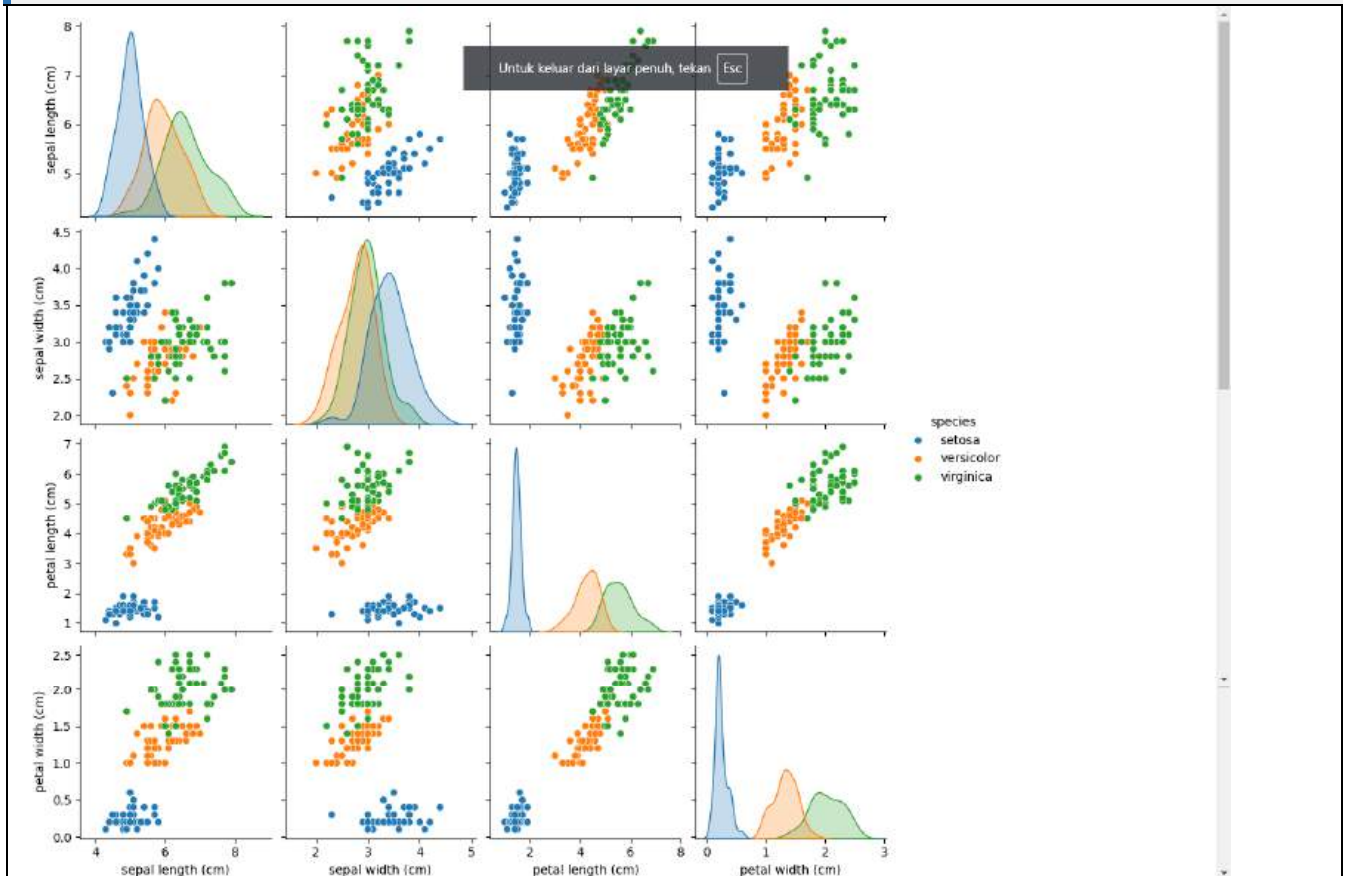 8
7
6
5
sepal length (cm)
Untuk keluar dari layar penuh, tekan Esc
4.5
4.0
3.5
3.0
2.5
2.0
sepal width (cm)
species
setosa
versicolor
virginica
7
6
5
4
3
2
1
petal length (cm)
2.5
2.0
1.5
1.0
0.5
0.0
petal width (cm)
4 6 8 2 3 4 5 2 4 6 8 0 1 2 3
sepal length (cm) sepal width (cm) petal length (cm) petal width (cm)